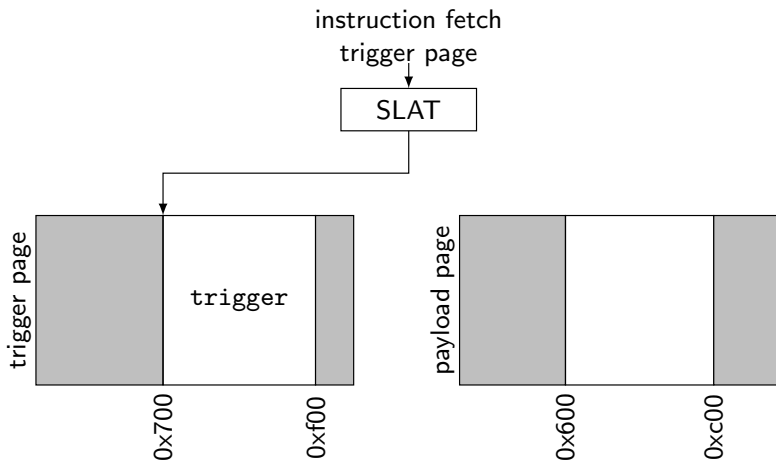 instruction fetch
trigger page
SLAT
trigger page
trigger
0x700
0xf00
payload page
0x600
0xc00